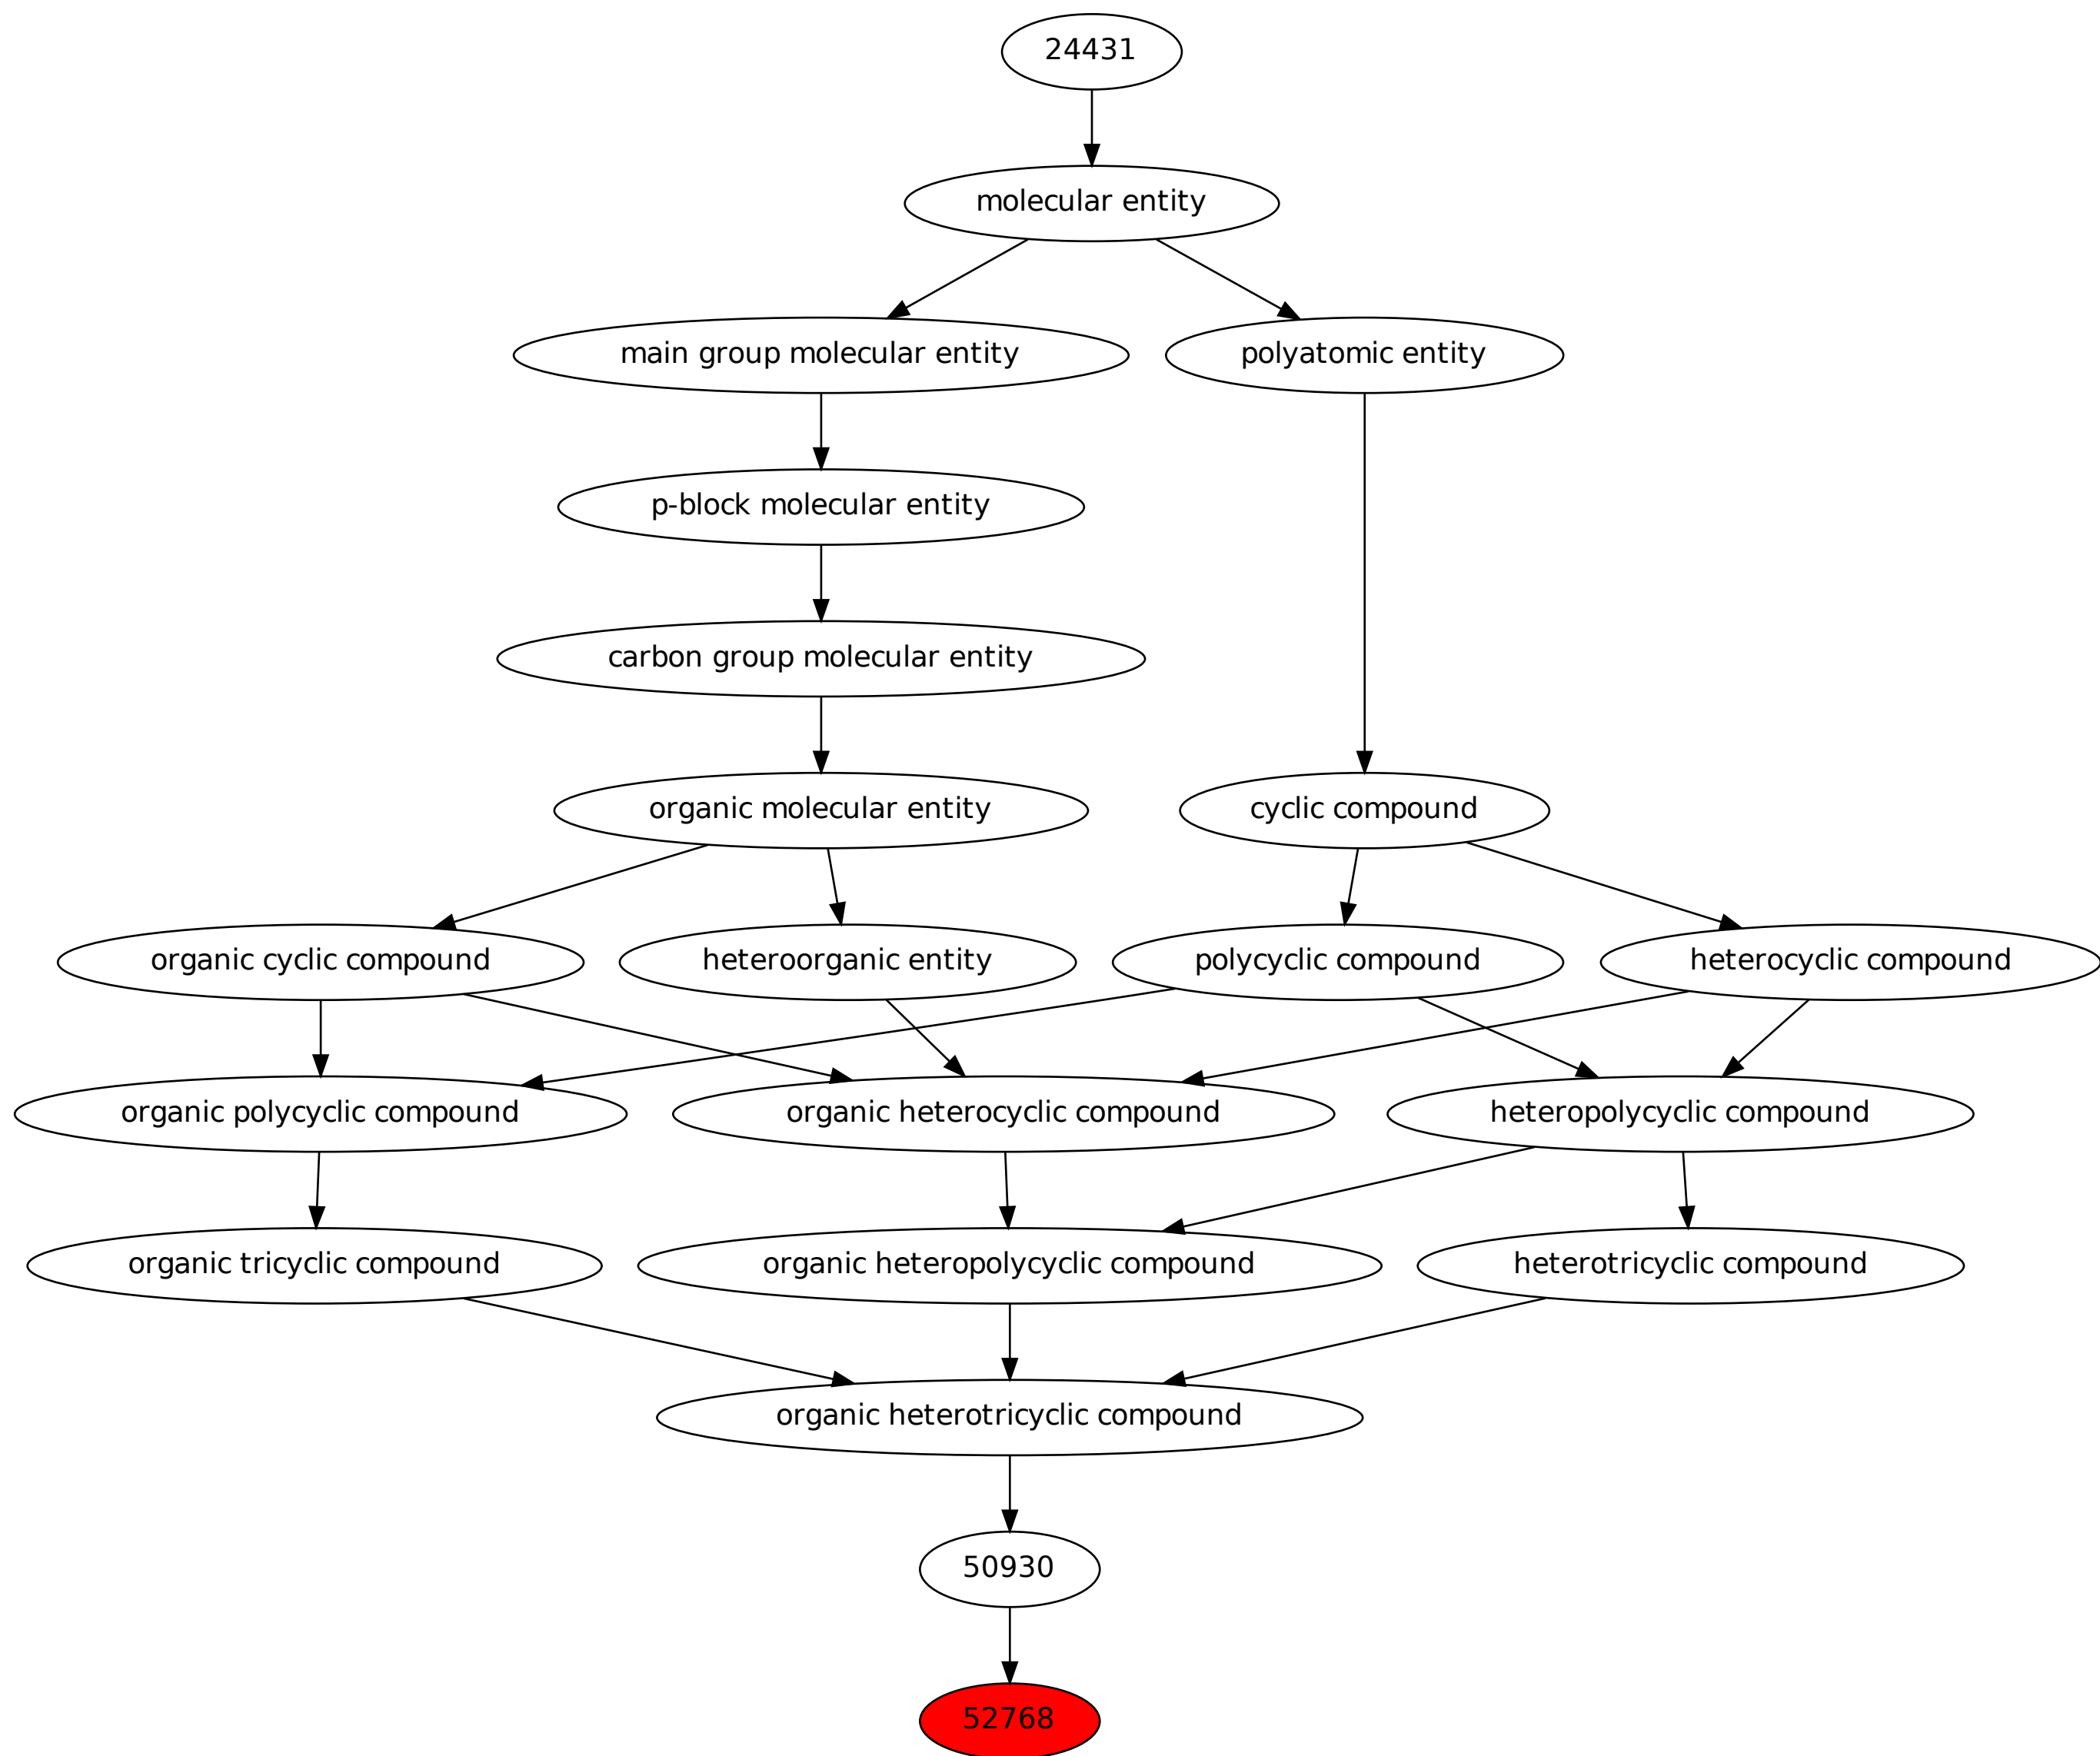 24431
molecular entity
main group molecular entity
polyatomic entity
p-block molecular entity
carbon group molecular entity
organic molecular entity
cyclic compound
organic cyclic compound
heteroorganic entity
polycyclic compound
heterocyclic compound
organic polycyclic compound
organic heterocyclic compound
heteropolycyclic compound
organic tricyclic compound
organic heteropolycyclic compound
heterotricyclic compound
organic heterotricyclic compound
50930
52768